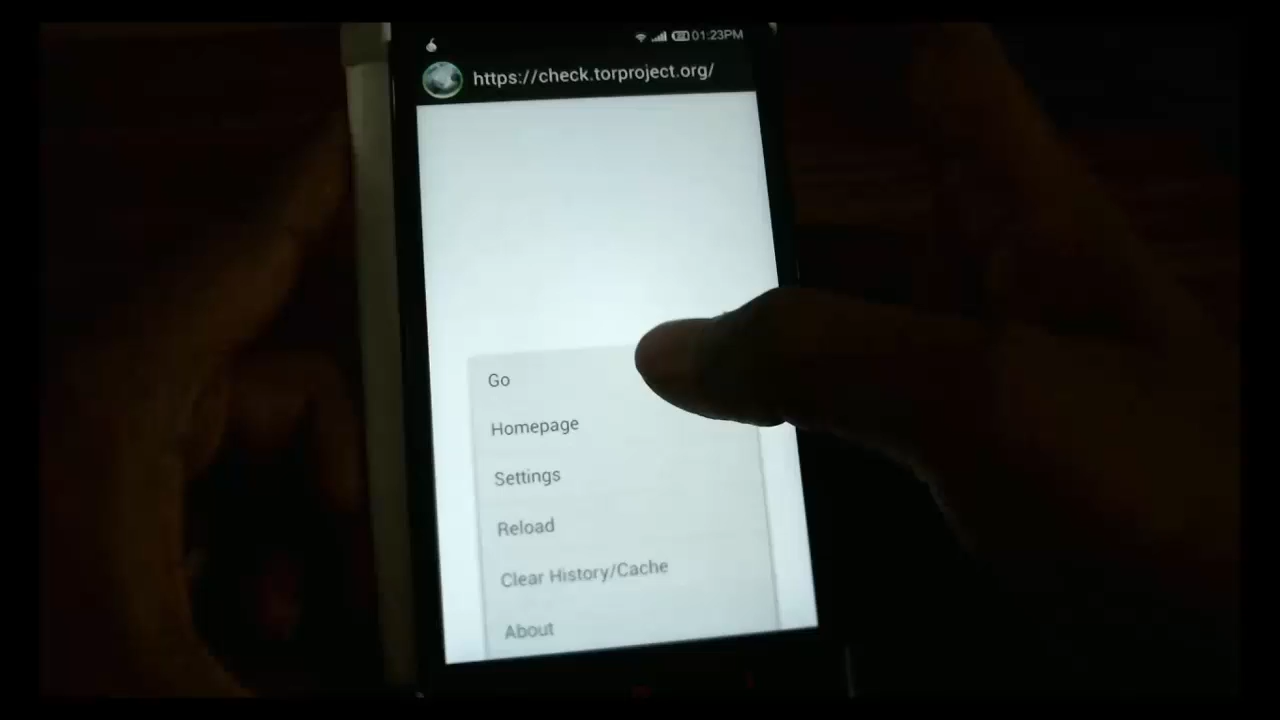 01:23PM
https://check.torproject.org/
Go
Homepage
Settings
Reload
Clear History/Cache
About